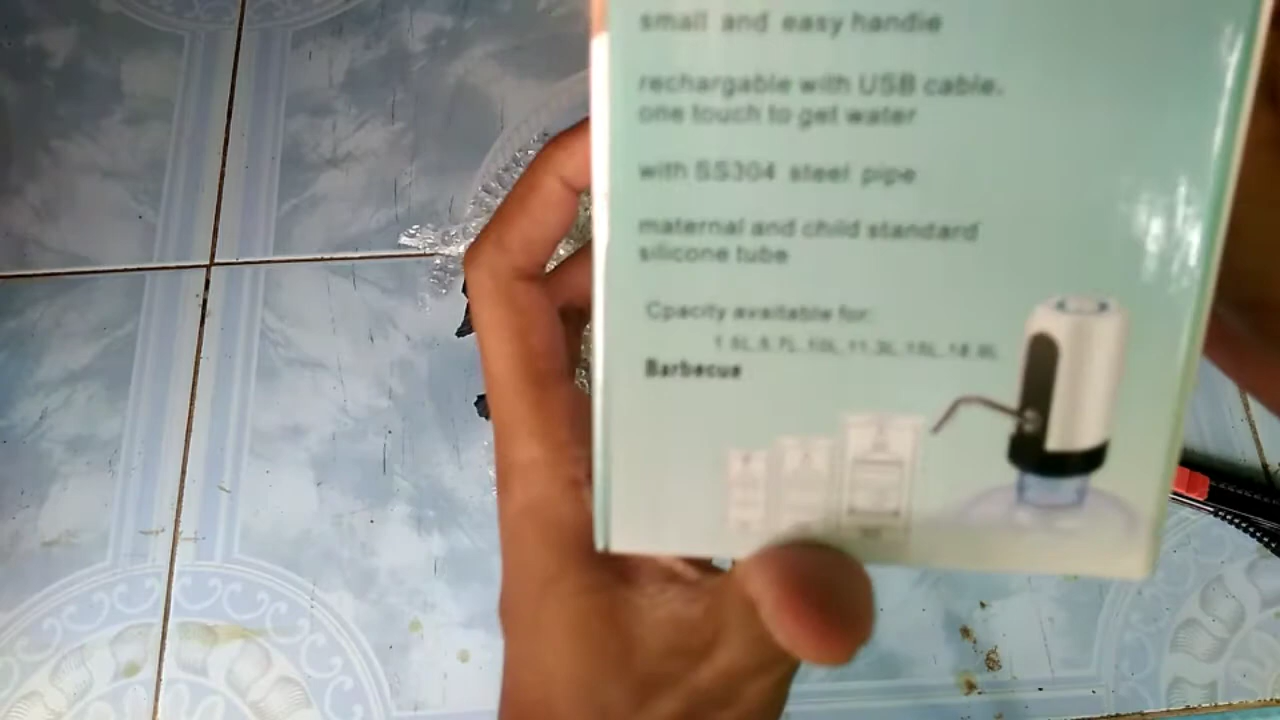 small and easy handie
rechargable with USB cable.
one touch to get water
with SS304 steel pipe
maternal and child standard
silicone tube
Cpacity available for:
Barbecue